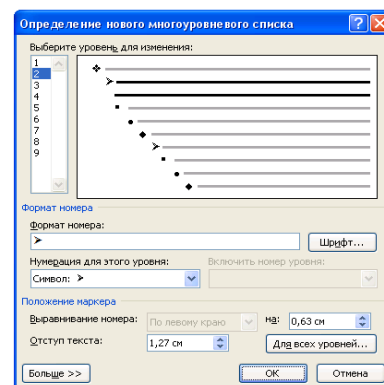 Определение нового многоуровневого списка
Выберите уровень для изменения:
1
2
3
4
5
6
7
8
9
Формат номера
Формат номера:
Шрифт...
Нумерация для этого уровня: Включить номер уровня:
Символ: ➢
Положение маркера
Выравнивание номера: По левому краю на: 0,63 см
Отступ текста: 1,27 см Для всех уровней...
Больше >> ОК Отмена